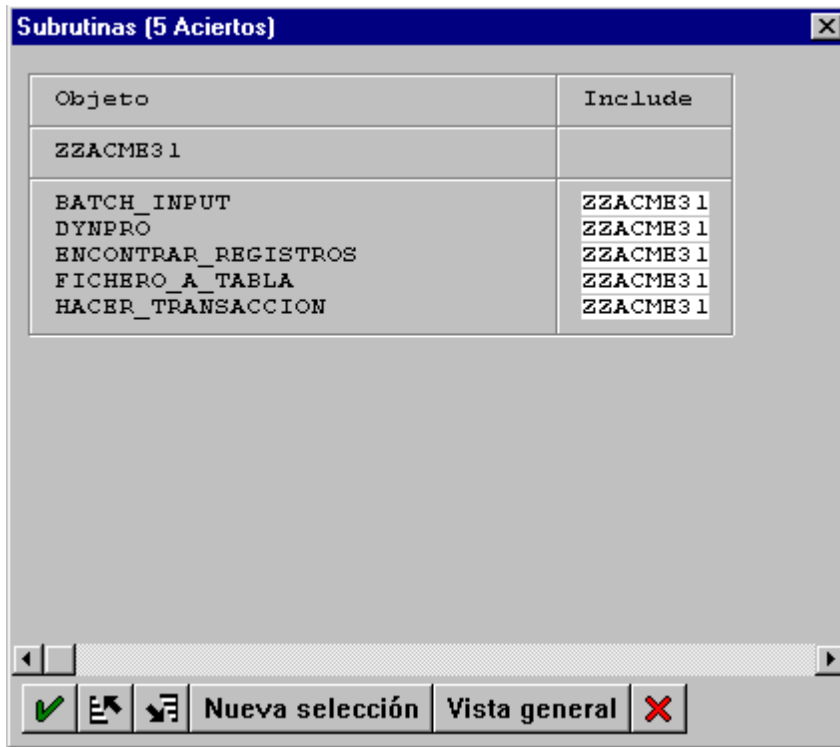 Subrutinas (5 Aciertos)
Objeto Include
ZZACME31
BATCH_INPUT ZZACME31
DYNPRO ZZACME31
ENCONTRAR_REGISTROS ZZACME31
FICHERO_A_TABLA ZZACME31
HACER_TRANSACCION ZZACME31
Nueva selección Vista general